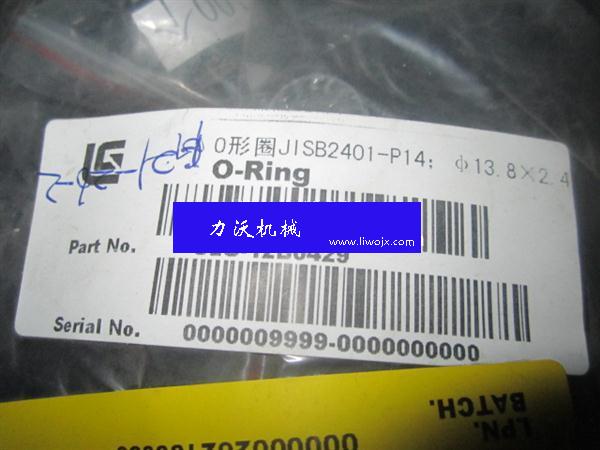 O形圈JISB2401-P14; φ13.8×2.4
O-Ring
力沃机械
www.liwojx.com
Part No.
12B0429
Serial No.
0000009999-0000000000
LPN.
BATCH.